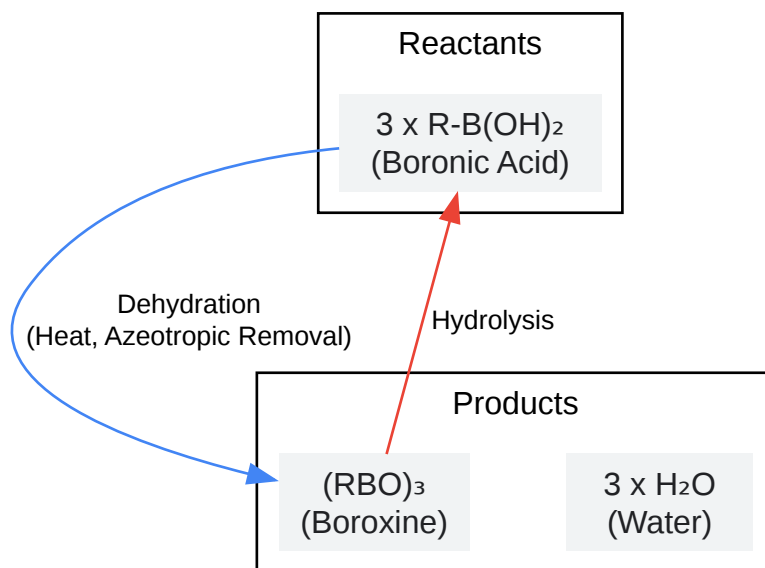 Reactants
3 x R-B(OH)₂
(Boronic Acid)
Dehydration
(Heat, Azeotropic Removal)
Hydrolysis
Products
(RBO)₃
(Boroxine)
3 x H₂O
(Water)